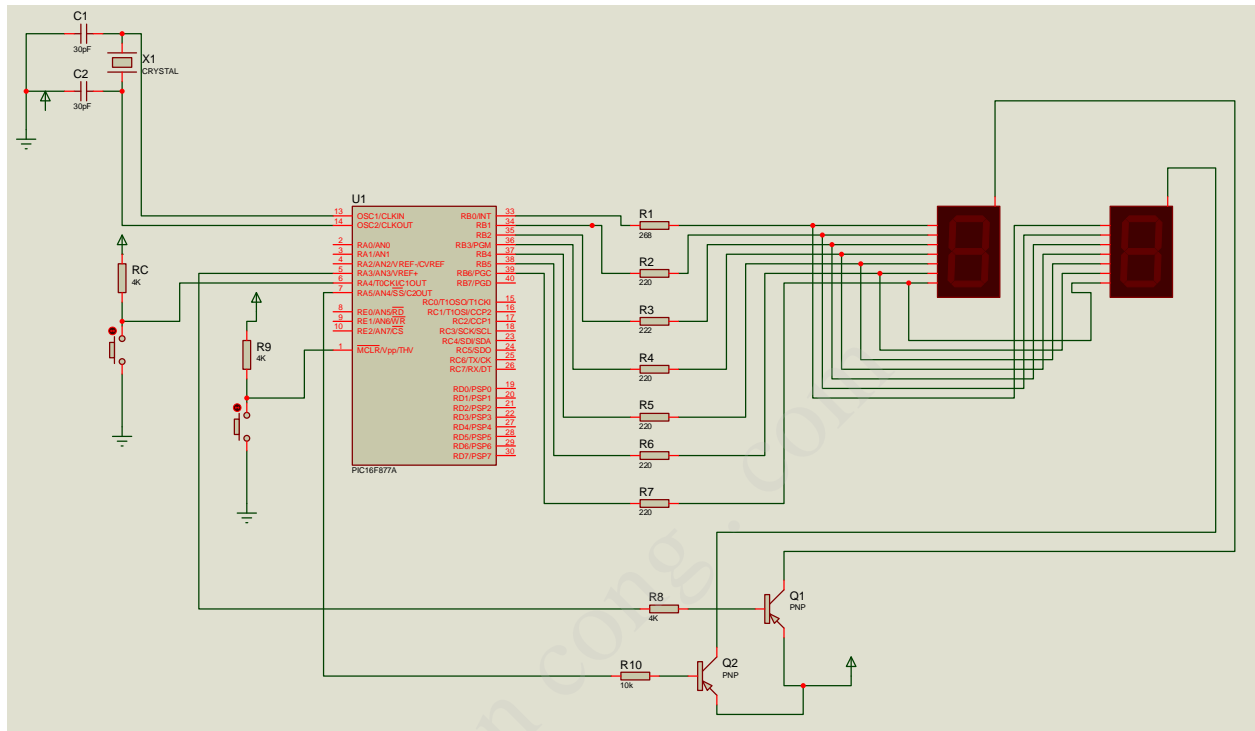 C1
30pF
X1
CRYSTAL
C2
30pF
U1
13 OSC1/CLKIN
14 OSC2/CLKOUT
2 RA0/AN0
3 RA1/AN1
4 RA2/AN2/VREF-/CVREF
5 RA3/AN3/VREF+
6 RA4/T0CKI/C1OUT
7 RA5/AN4/SS/C2OUT
8 RE0/AN5/RD
9 RE1/AN6/WR
10 RE2/AN7/CS
1 MCLR/Vpp/THV
RB0/INT 33
RB1 34
RB2 35
RB3/PGM 36
RB4 37
RB5 38
RB6/PGC 39
RB7/PGD 40
RC0/T1OSO/T1CKI 15
RC1/T1OSI/CCP2 16
RC2/CCP1 17
RC3/SCK/SCL 18
RC4/SDI/SDA 23
RC5/SDO 24
RC6/TX/CK 25
RC7/RX/DT 26
RD0/PSP0 19
RD1/PSP1 20
RD2/PSP2 21
RD3/PSP3 22
RD4/PSP4 27
RD5/PSP5 28
RD6/PSP6 29
RD7/PSP7 30
PIC16F877A
RC
4K
R9
4K
R1
268
R2
220
R3
222
R4
220
R5
220
R6
220
R7
220
R8
4K
Q1
PNP
R10
10k
Q2
PNP
cong . com